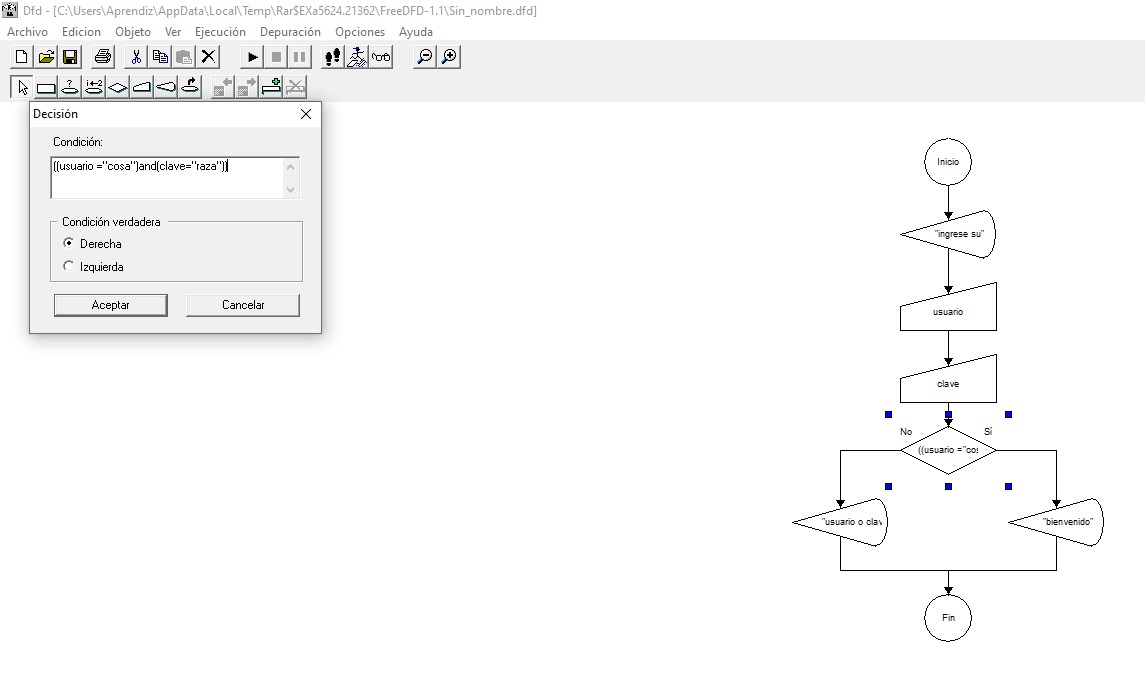 Dfd - [C:\Users\Aprendiz\AppData\Local\Temp\Rar$EXa5624.21362\FreeDFD-1.1\Sin_nombre.dfd]
Archivo Edicion Objeto Ver Ejecución Depuración Opciones Ayuda
Decisión
Condición:
((usuario ="cosa")and(clave="raza"))
Condición verdadera
Derecha
Izquierda
Aceptar Cancelar
Inicio
"ingrese su"
usuario
clave
No Sí
((usuario ="cos
"usuario o clav
"bienvenido"
Fin